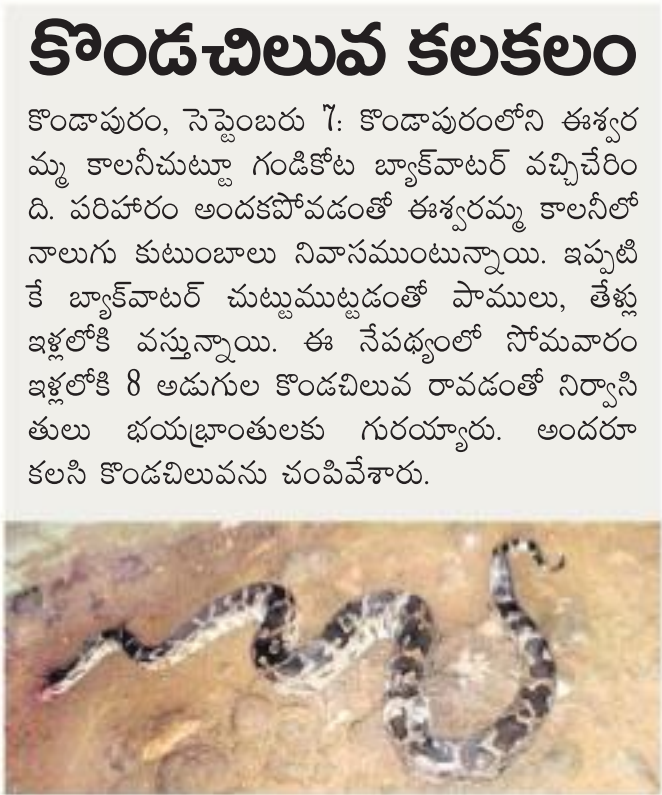 కొండచిలువ కలకలం
కొండాపురం, సెప్టెంబరు 7: కొండాపురంలోని ఈశ్వర
మ్మ కాలనీచుట్టూ గండికోట బ్యాక్‌వాటర్ వచ్చిచేరిం
ది. పరిహారం అందకపోవడంతో ఈశ్వరమ్మ కాలనీలో
నాలుగు కుటుంబాలు నివాసముంటున్నాయి. ఇప్పటి
కే బ్యాక్‌వాటర్ చుట్టుముట్టడంతో పాములు, తేళ్లు
ఇళ్లలోకి వస్తున్నాయి. ఈ నేపథ్యంలో సోమవారం
ఇళ్లలోకి 8 అడుగుల కొండచిలువ రావడంతో నిర్వాసి
తులు భయభ్రాంతులకు గురయ్యారు. అందరూ
కలసి కొండచిలువను చంపివేశారు.